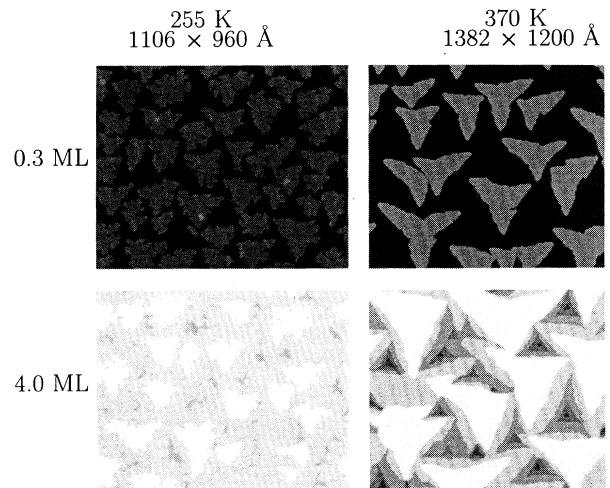 255 K
1106 × 960 Å
370 K
1382 × 1200 Å
0.3 ML
4.0 ML